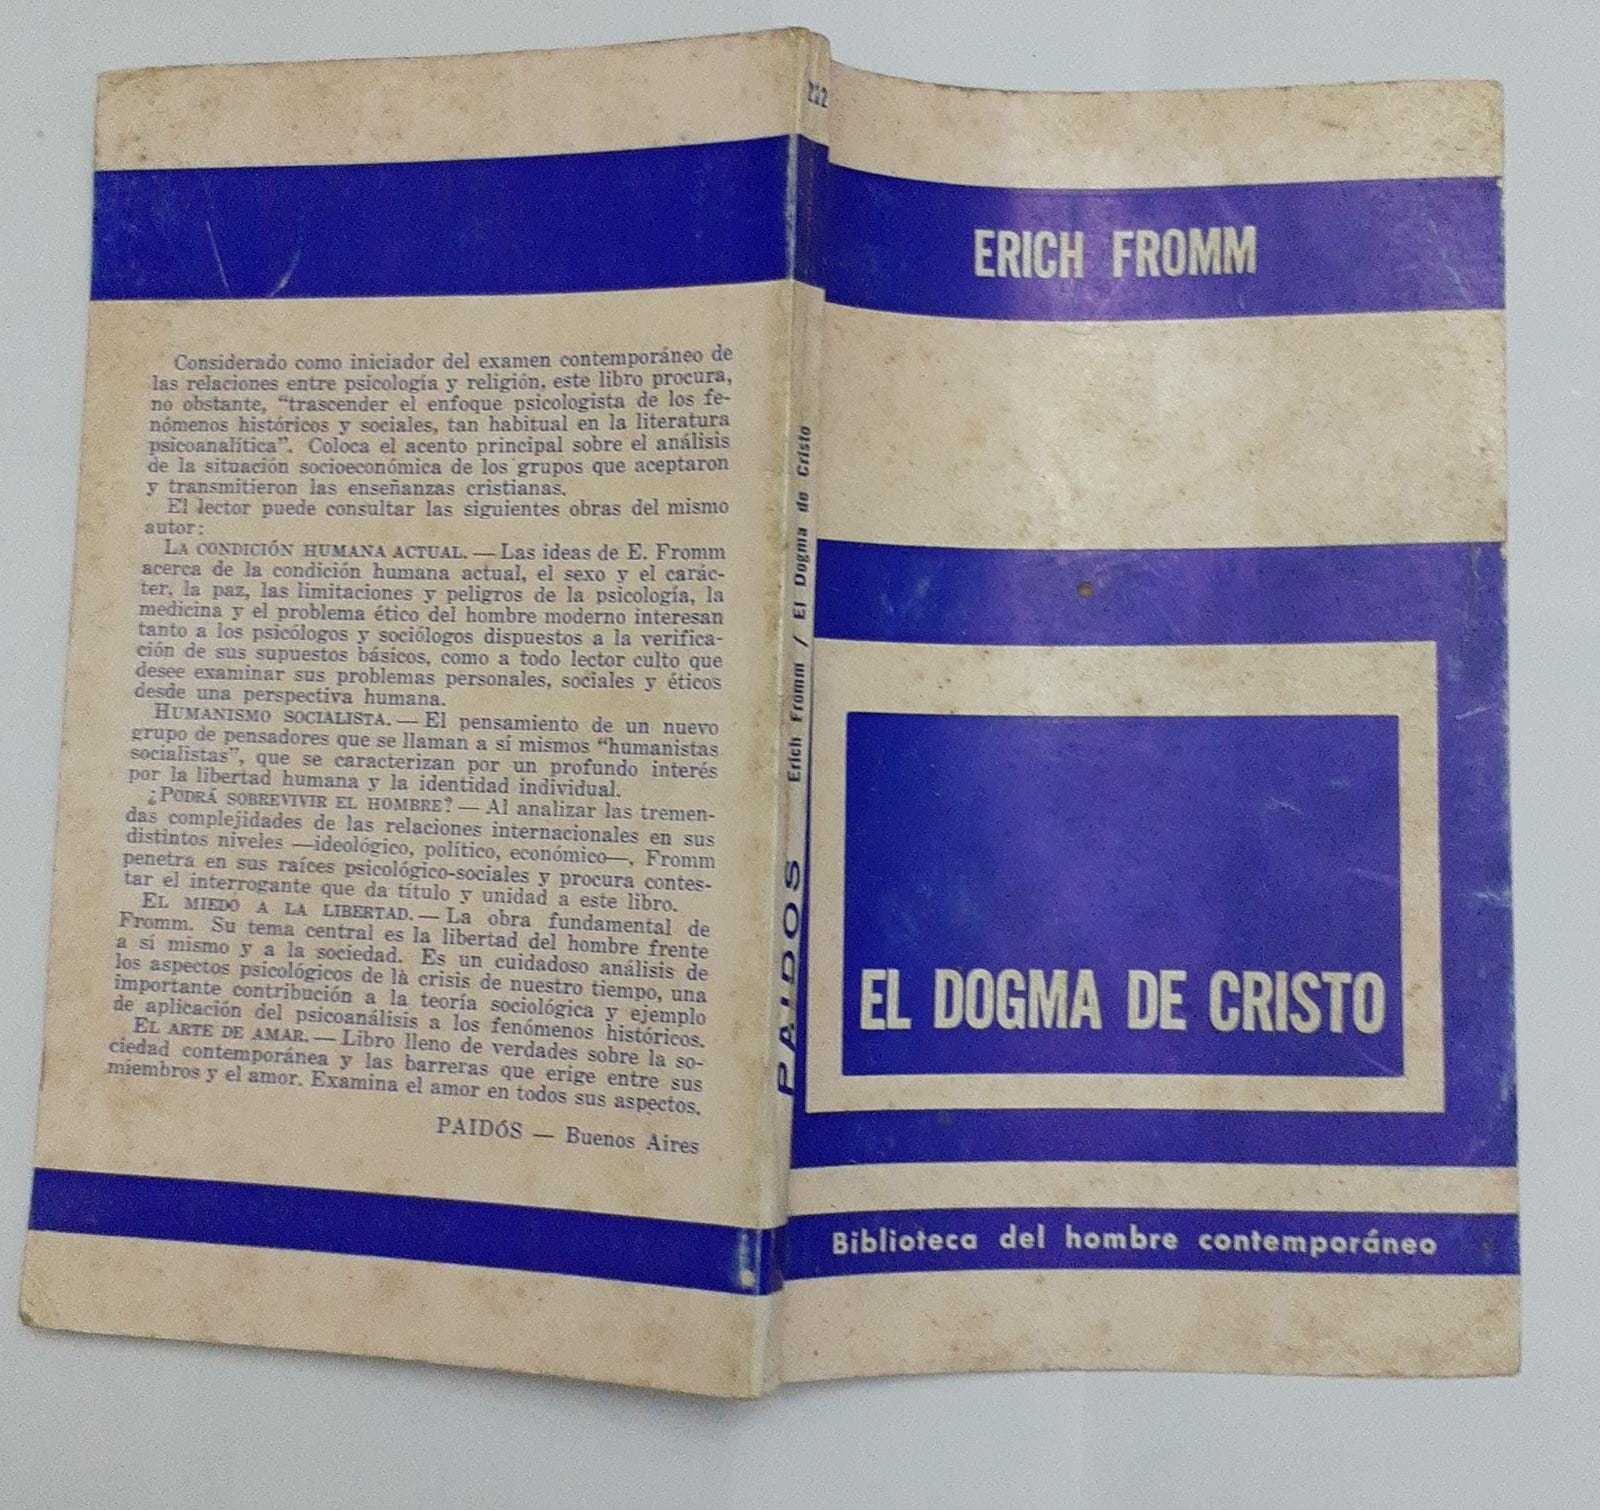 Considerado como iniciador del examen contemporáneo de
las relaciones entre psicología y religión, este libro procura,
no obstante, "trascender el enfoque psicologista de los fe-
nómenos históricos y sociales, tan habitual en la literatura
psicoanalítica". Coloca el acento principal sobre el análisis
de la situación socioeconómica de los grupos que aceptaron
y transmitieron las enseñanzas cristianas.
El lector puede consultar las siguientes obras del mismo
autor:
LA CONDICIÓN HUMANA ACTUAL. — Las ideas de E. Fromm
acerca de la condición humana actual, el sexo y el carác-
ter, la paz, las limitaciones y peligros de la psicología, la
medicina y el problema ético del hombre moderno interesan
tanto a los psicólogos y sociólogos dispuestos a la verifica-
ción de sus supuestos básicos, como a todo lector culto que
desee examinar sus problemas personales, sociales y éticos
desde una perspectiva humana.
HUMANISMO SOCIALISTA. — El pensamiento de un nuevo
grupo de pensadores que se llaman a sí mismos "humanistas
socialistas", que se caracterizan por un profundo interés
por la libertad humana y la identidad individual.
¿PODRÁ SOBREVIVIR EL HOMBRE? — Al analizar las tremen-
das complejidades de las relaciones internacionales en sus
distintos niveles —ideológico, político, económico—, Fromm
penetra en sus raíces psicológico-sociales y procura contes-
tar el interrogante que da título y unidad a este libro.
EL MIEDO A LA LIBERTAD. — La obra fundamental de
Fromm. Su tema central es la libertad del hombre frente
a sí mismo y a la sociedad. Es un cuidadoso análisis de
los aspectos psicológicos de la crisis de nuestro tiempo, una
importante contribución a la teoría sociológica y ejemplo
de aplicación del psicoanálisis a los fenómenos históricos.
EL ARTE DE AMAR. — Libro lleno de verdades sobre la so-
ciedad contemporánea y las barreras que erige entre sus
miembros y el amor. Examina el amor en todos sus aspectos.
PAIDÓS — Buenos Aires
PAIDOS Erich Fromm / El Dogma de Cristo
ERICH FROMM
EL DOGMA DE CRISTO
Biblioteca del hombre contemporáneo